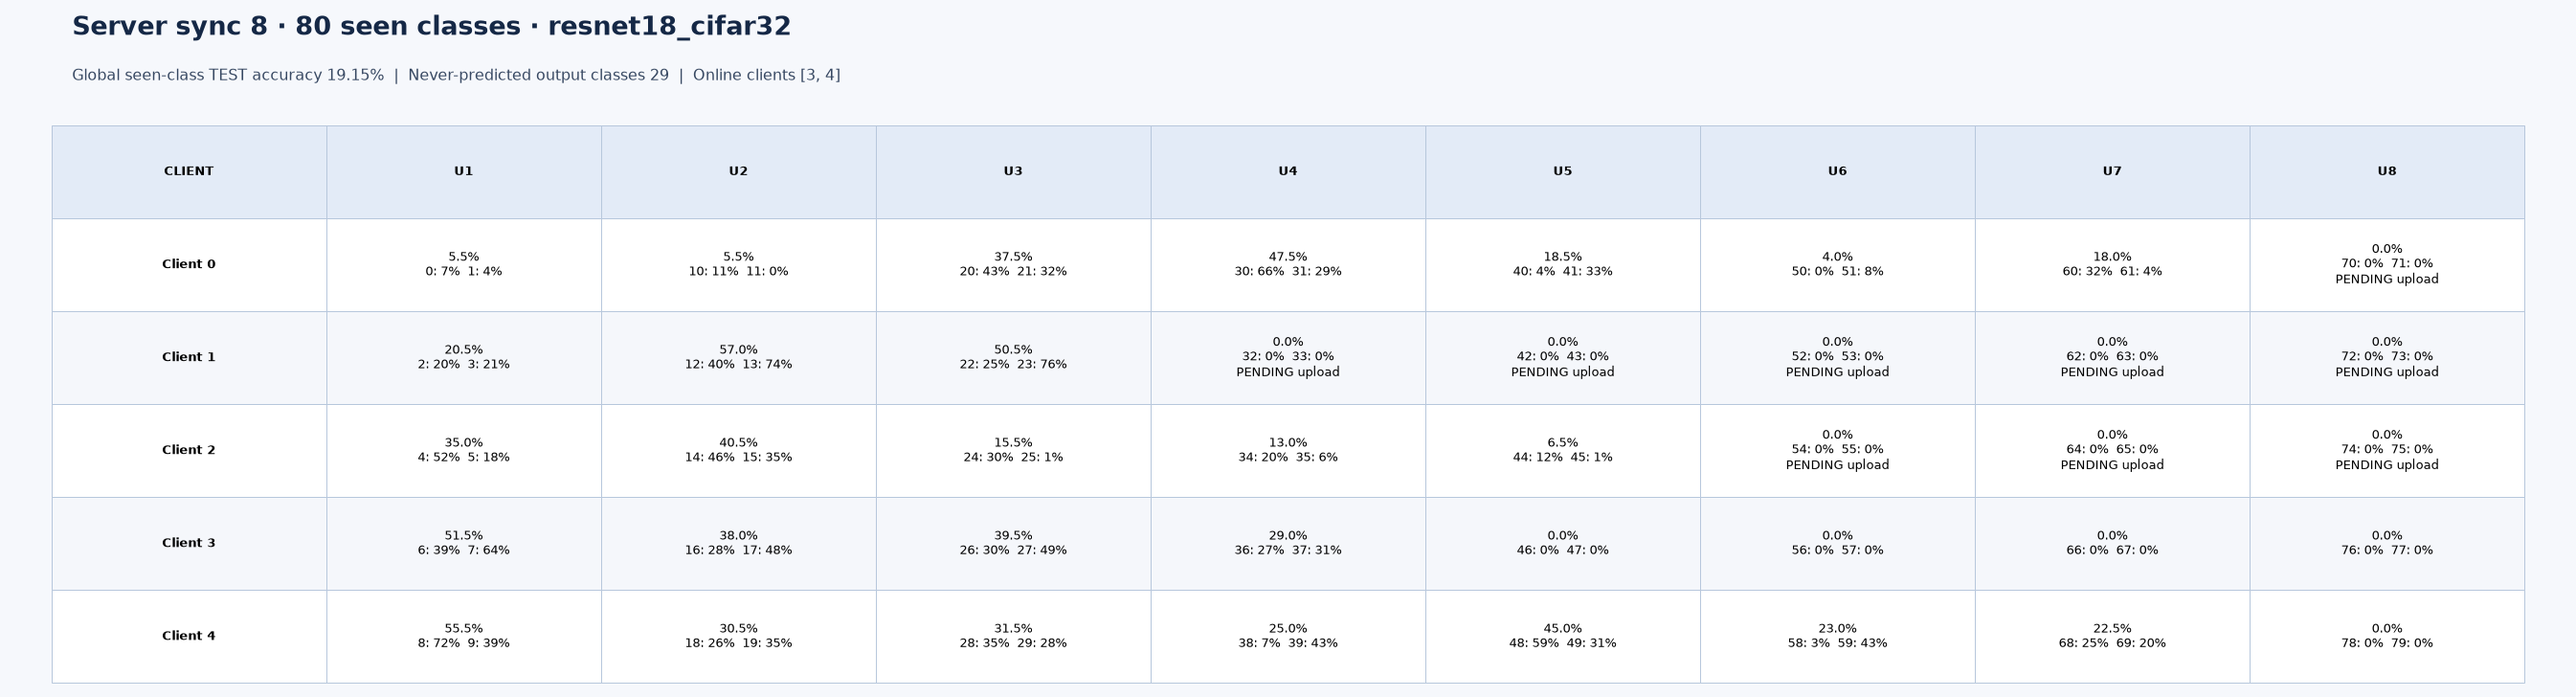 Server sync 8 · 80 seen classes · resnet18_cifar32
Global seen-class TEST accuracy 19.15% | Never-predicted output classes 29 | Online clients [3, 4]
CLIENT U1 U2 U3 U4 U5 U6 U7 U8
Client 0
5.5%
0: 7% 1: 4%
5.5%
10: 11% 11: 0%
37.5%
20: 43% 21: 32%
47.5%
30: 66% 31: 29%
18.5%
40: 4% 41: 33%
4.0%
50: 0% 51: 8%
18.0%
60: 32% 61: 4%
0.0%
70: 0% 71: 0%
PENDING upload
Client 1
20.5%
2: 20% 3: 21%
57.0%
12: 40% 13: 74%
50.5%
22: 25% 23: 76%
0.0%
32: 0% 33: 0%
PENDING upload
0.0%
42: 0% 43: 0%
PENDING upload
0.0%
52: 0% 53: 0%
PENDING upload
0.0%
62: 0% 63: 0%
PENDING upload
0.0%
72: 0% 73: 0%
PENDING upload
Client 2
35.0%
4: 52% 5: 18%
40.5%
14: 46% 15: 35%
15.5%
24: 30% 25: 1%
13.0%
34: 20% 35: 6%
6.5%
44: 12% 45: 1%
0.0%
54: 0% 55: 0%
PENDING upload
0.0%
64: 0% 65: 0%
PENDING upload
0.0%
74: 0% 75: 0%
PENDING upload
Client 3
51.5%
6: 39% 7: 64%
38.0%
16: 28% 17: 48%
39.5%
26: 30% 27: 49%
29.0%
36: 27% 37: 31%
0.0%
46: 0% 47: 0%
0.0%
56: 0% 57: 0%
0.0%
66: 0% 67: 0%
0.0%
76: 0% 77: 0%
Client 4
55.5%
8: 72% 9: 39%
30.5%
18: 26% 19: 35%
31.5%
28: 35% 29: 28%
25.0%
38: 7% 39: 43%
45.0%
48: 59% 49: 31%
23.0%
58: 3% 59: 43%
22.5%
68: 25% 69: 20%
0.0%
78: 0% 79: 0%